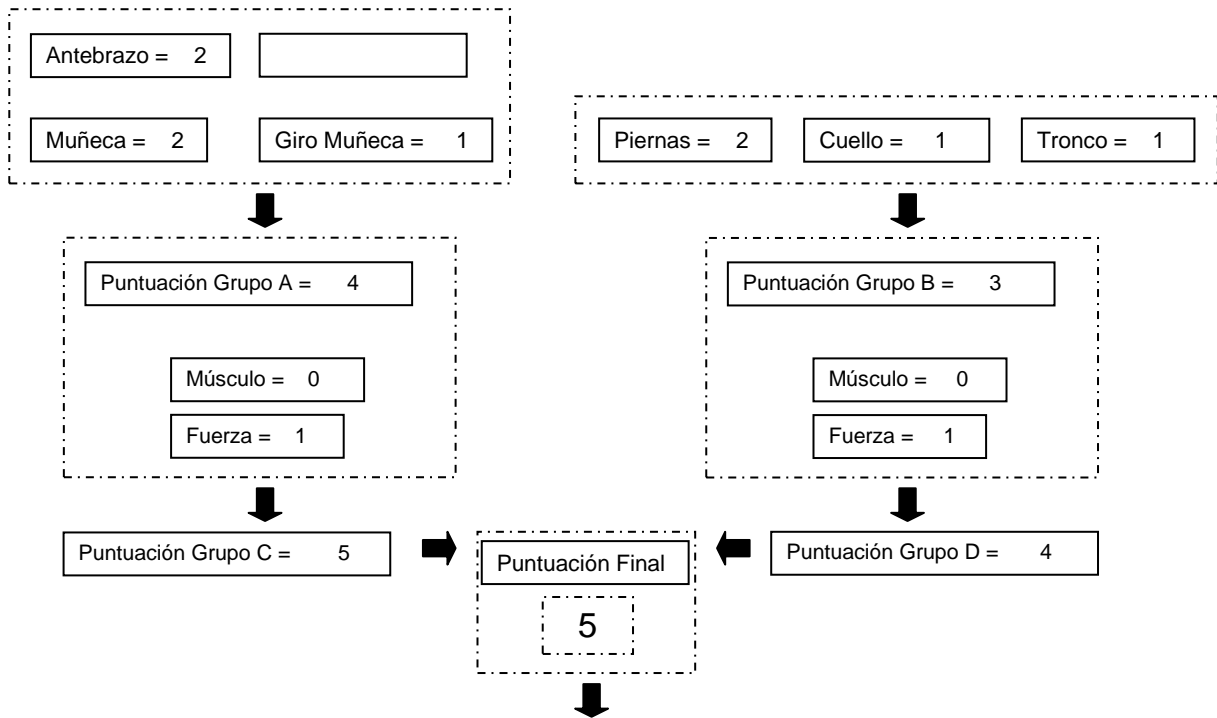 Antebrazo = 2
Muñeca = 2
Giro Muñeca = 1
Piernas = 2
Cuello = 1
Tronco = 1
Puntuación Grupo A = 4
Músculo = 0
Fuerza = 1
Puntuación Grupo B = 3
Músculo = 0
Fuerza = 1
Puntuación Grupo C = 5
Puntuación Final
5
Puntuación Grupo D = 4